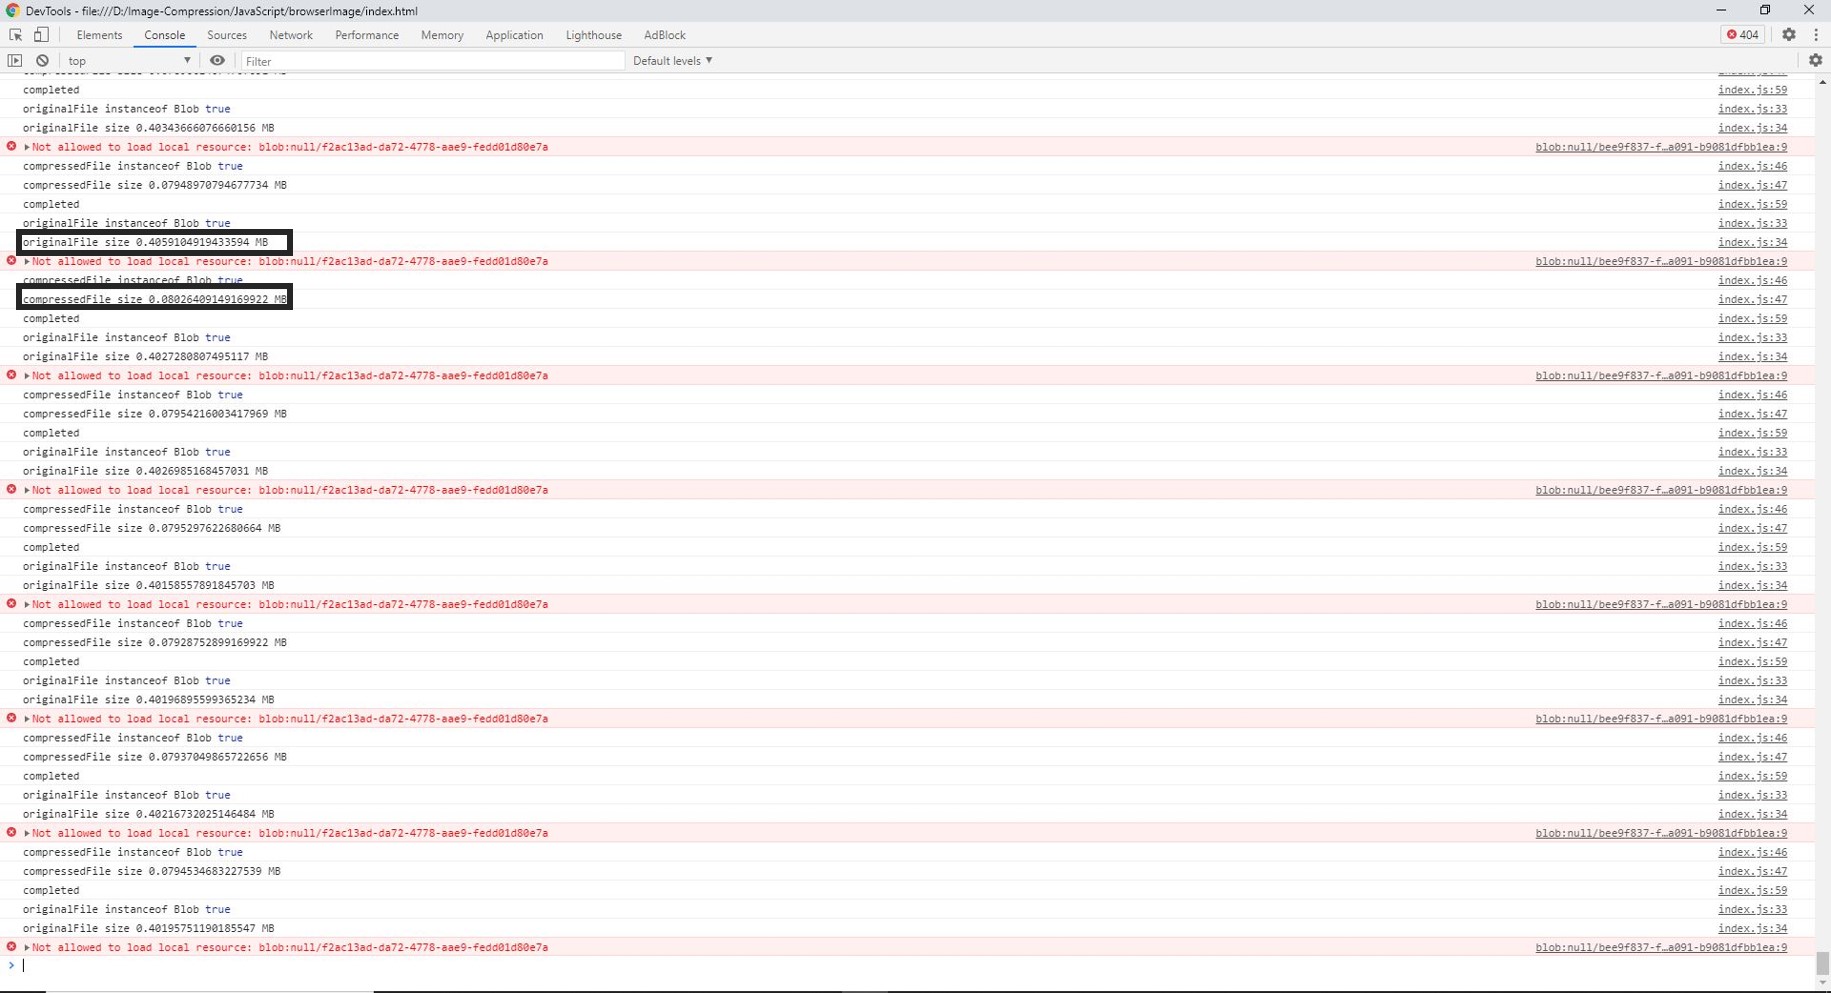 DevTools - file:///D:/Image-Compression/JavaScript/browserImage/index.html
Elements Console Sources Network Performance Memory Application Lighthouse AdBlock 404
top Filter Default levels
completed index.js:59
originalFile instanceof Blob true index.js:33
originalFile size 0.40343666076660156 MB index.js:34
Not allowed to load local resource: blob:null/f2ac13ad-da72-4778-aae9-fedd01d80e7a blob:null/bee9f837-f…a091-b9081dfbb1ea:9
compressedFile instanceof Blob true index.js:46
compressedFile size 0.07948970794677734 MB index.js:47
completed index.js:59
originalFile instanceof Blob true index.js:33
originalFile size 0.4059104919433594 MB index.js:34
Not allowed to load local resource: blob:null/f2ac13ad-da72-4778-aae9-fedd01d80e7a blob:null/bee9f837-f…a091-b9081dfbb1ea:9
compressedFile instanceof Blob true index.js:46
compressedFile size 0.08026409149169922 MB index.js:47
completed index.js:59
originalFile instanceof Blob true index.js:33
originalFile size 0.4027280807495117 MB index.js:34
Not allowed to load local resource: blob:null/f2ac13ad-da72-4778-aae9-fedd01d80e7a blob:null/bee9f837-f…a091-b9081dfbb1ea:9
compressedFile instanceof Blob true index.js:46
compressedFile size 0.07954216003417969 MB index.js:47
completed index.js:59
originalFile instanceof Blob true index.js:33
originalFile size 0.4026985168457031 MB index.js:34
Not allowed to load local resource: blob:null/f2ac13ad-da72-4778-aae9-fedd01d80e7a blob:null/bee9f837-f…a091-b9081dfbb1ea:9
compressedFile instanceof Blob true index.js:46
compressedFile size 0.0795297622680664 MB index.js:47
completed index.js:59
originalFile instanceof Blob true index.js:33
originalFile size 0.40158557891845703 MB index.js:34
Not allowed to load local resource: blob:null/f2ac13ad-da72-4778-aae9-fedd01d80e7a blob:null/bee9f837-f…a091-b9081dfbb1ea:9
compressedFile instanceof Blob true index.js:46
compressedFile size 0.07928752899169922 MB index.js:47
completed index.js:59
originalFile instanceof Blob true index.js:33
originalFile size 0.40196895599365234 MB index.js:34
Not allowed to load local resource: blob:null/f2ac13ad-da72-4778-aae9-fedd01d80e7a blob:null/bee9f837-f…a091-b9081dfbb1ea:9
compressedFile instanceof Blob true index.js:46
compressedFile size 0.07937049865722656 MB index.js:47
completed index.js:59
originalFile instanceof Blob true index.js:33
originalFile size 0.40216732025146484 MB index.js:34
Not allowed to load local resource: blob:null/f2ac13ad-da72-4778-aae9-fedd01d80e7a blob:null/bee9f837-f…a091-b9081dfbb1ea:9
compressedFile instanceof Blob true index.js:46
compressedFile size 0.0794534683227539 MB index.js:47
completed index.js:59
originalFile instanceof Blob true index.js:33
originalFile size 0.40195751190185547 MB index.js:34
Not allowed to load local resource: blob:null/f2ac13ad-da72-4778-aae9-fedd01d80e7a blob:null/bee9f837-f…a091-b9081dfbb1ea:9